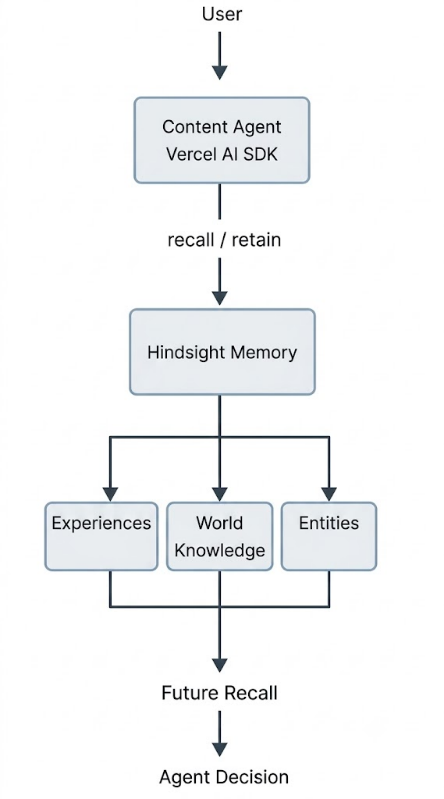 User
Content Agent
Vercel AI SDK
recall / retain
Hindsight Memory
Experiences
World
Knowledge
Entities
Future Recall
Agent Decision